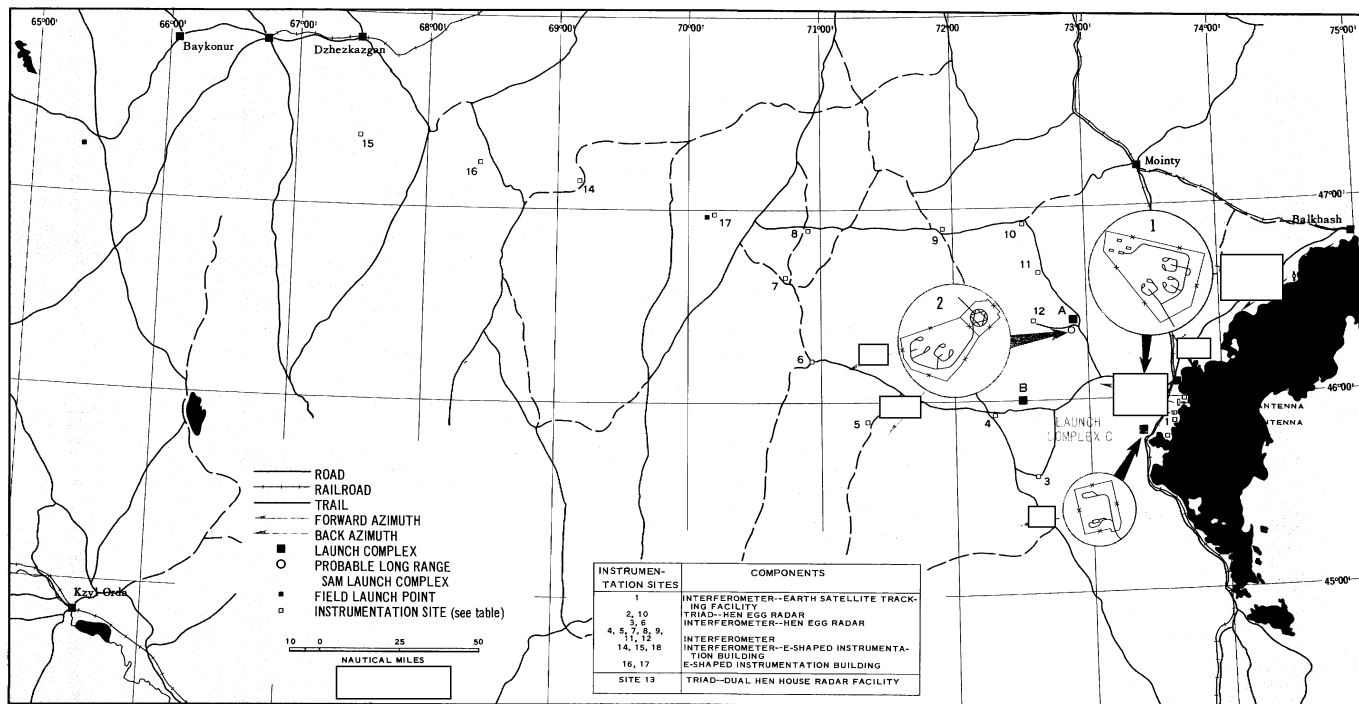 65°00'
66°00'
67°00'
68°00'
69°00'
70°00'
71°00'
72°00'
73°00'
74°00'
75°00'
Baykonur
Dzhezkazgan
15
16
14
17
8
9
10
11
12
A
7
2
1
Mointy
47°00'
Balkhash
6
5
B
4
46°00'
ANTENNA
1
LAUNCH
COMPLEX C
3
45°00'
Kzyl-Orda
ROAD
RAILROAD
TRAIL
FORWARD AZIMUTH
BACK AZIMUTH
LAUNCH COMPLEX
PROBABLE LONG RANGE
SAM LAUNCH COMPLEX
FIELD LAUNCH POINT
INSTRUMENTATION SITE (see table)
10 0 25 50
NAUTICAL MILES
INSTRUMEN-
TATION SITES
COMPONENTS
1 INTERFEROMETER--EARTH SATELLITE TRACK-
ING FACILITY
2, 10 TRIAD--HEN EGG RADAR
3, 6 INTERFEROMETER--HEN EGG RADAR
4, 5, 7, 8, 9,
11, 12 INTERFEROMETER
14, 15, 18 INTERFEROMETER--E-SHAPED INSTRUMENTA-
TION BUILDING
16, 17 E-SHAPED INSTRUMENTATION BUILDING
SITE 13 TRIAD--DUAL HEN HOUSE RADAR FACILITY